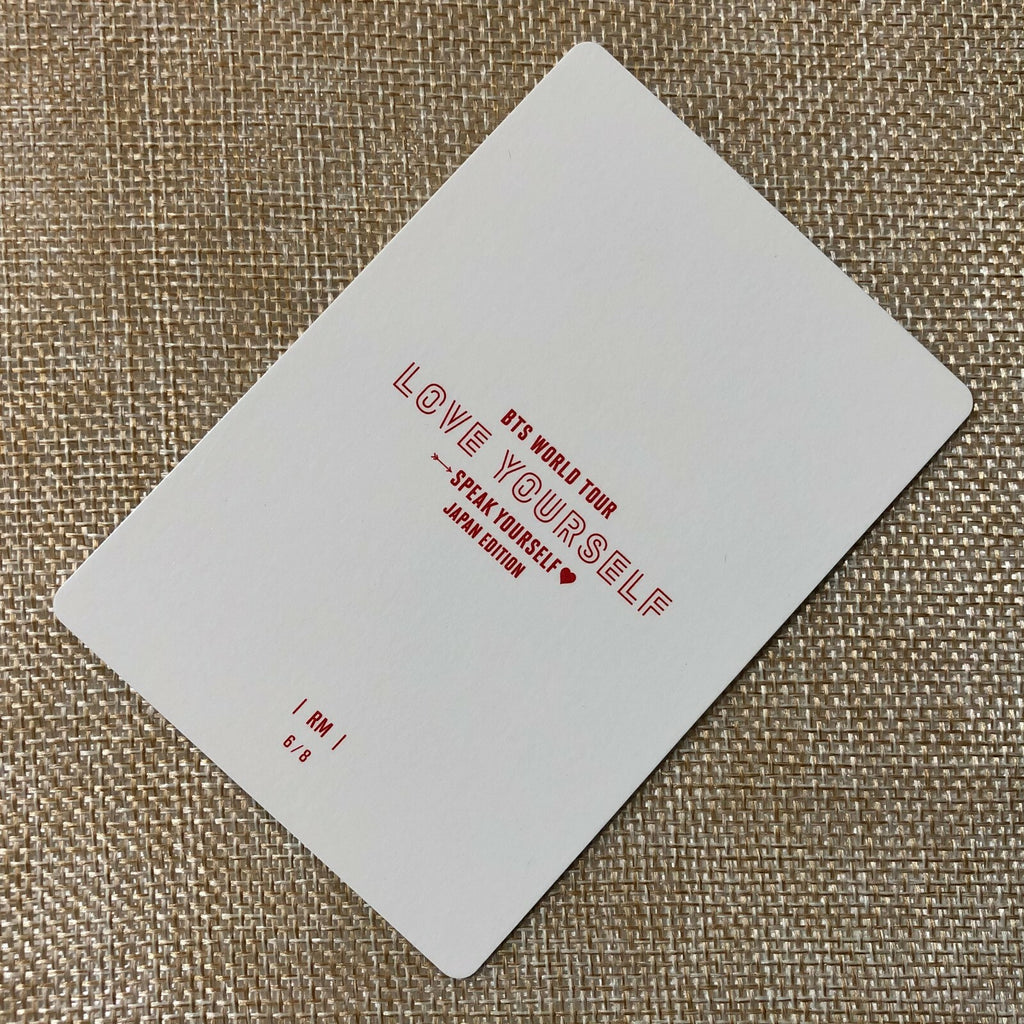 BTS WORLD TOUR
LOVE YOURSELF
SPEAK YOURSELF
JAPAN EDITION
| RM |
6/8